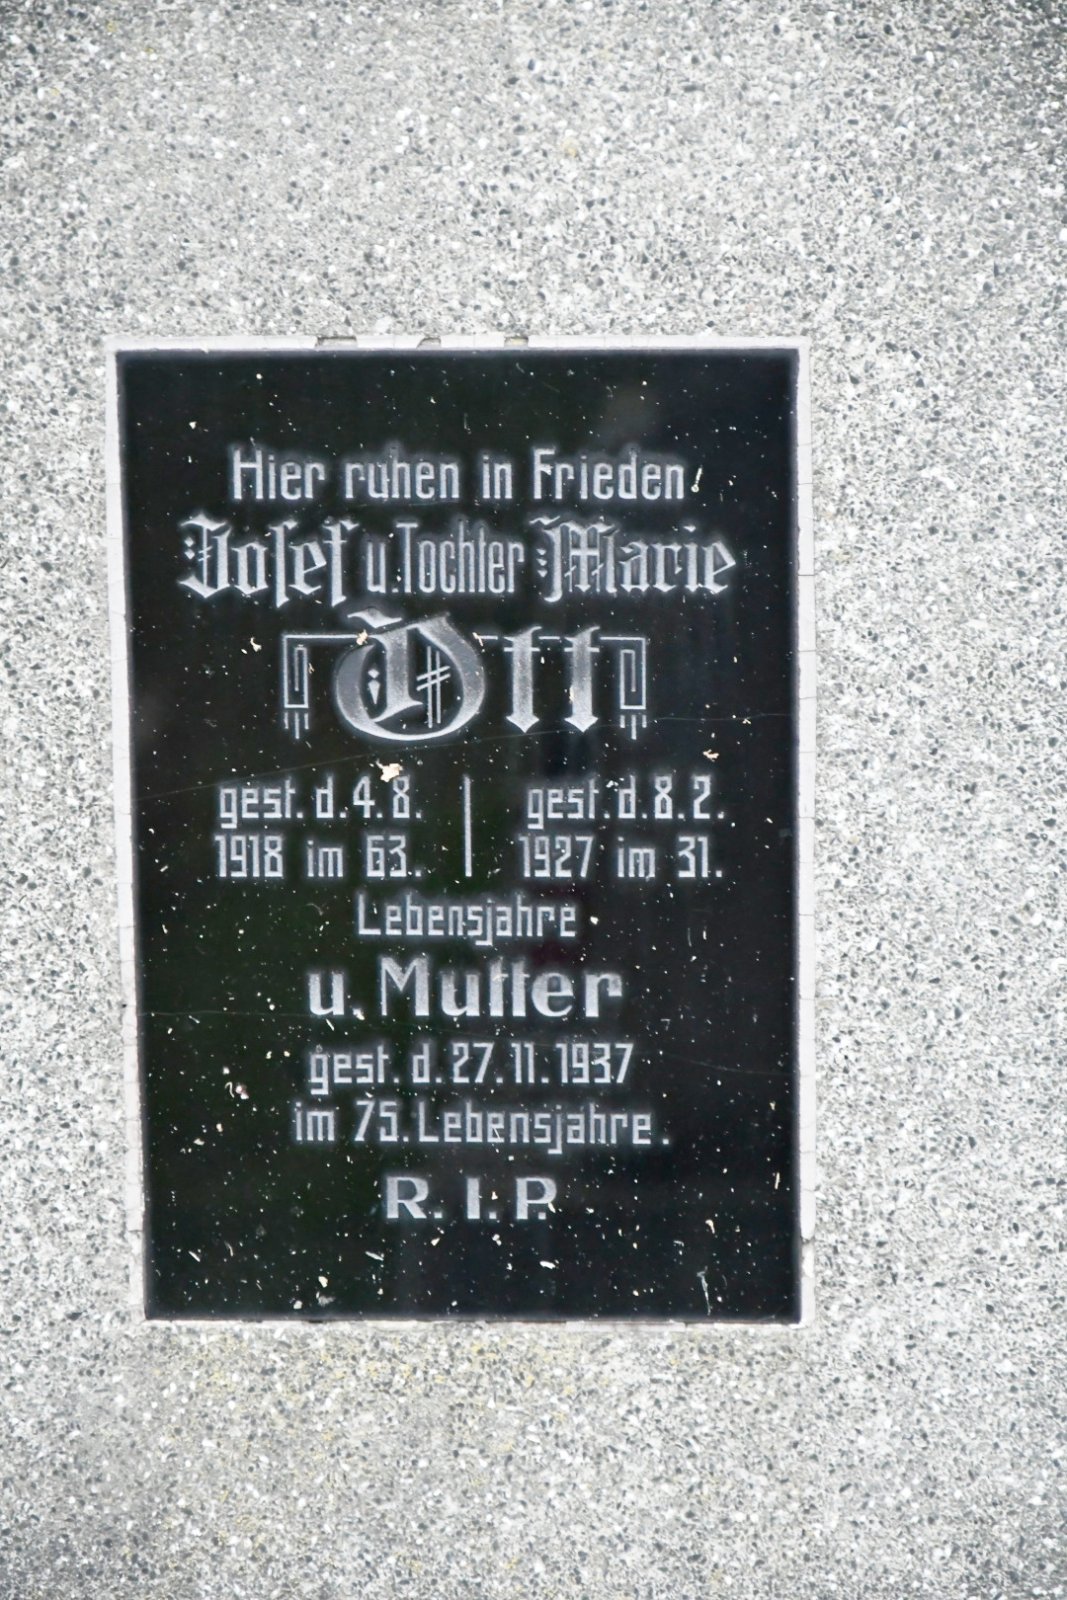 Hier ruhen in Frieden
Josef u. Tochter Marie
Ott
gest. d. 4. 8. gest. d. 8. 2.
1918 im 63. 1927 im 31.
Lebensjahre
u. Mutter
gest. d. 27. 11. 1937
im 75. Lebensjahre.
R. I. P.